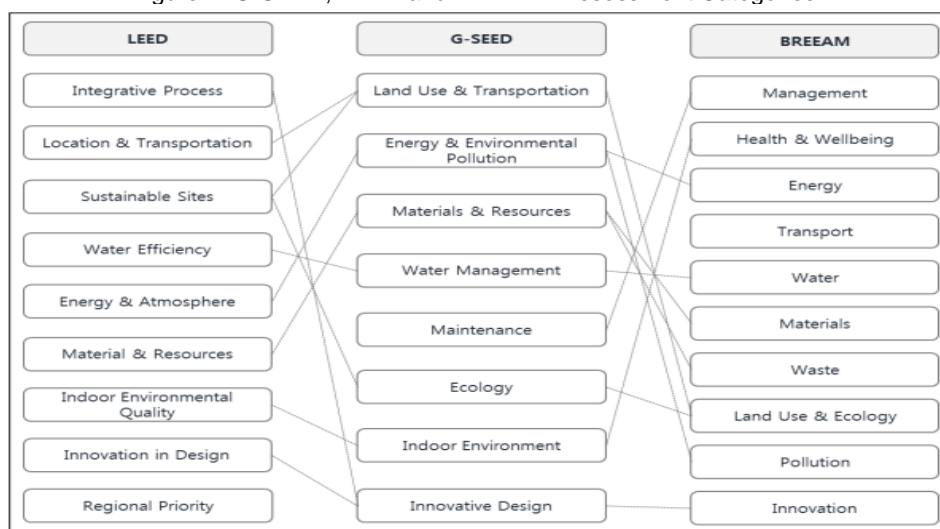 LEED
G-SEED
BREEAM
Integrative Process
Location & Transportation
Sustainable Sites
Water Efficiency
Energy & Atmosphere
Material & Resources
Indoor Environmental
Quality
Innovation in Design
Regional Priority
Land Use & Transportation
Energy & Environmental
Pollution
Materials & Resources
Water Management
Maintenance
Ecology
Indoor Environment
Innovative Design
Management
Health & Wellbeing
Energy
Transport
Water
Materials
Waste
Land Use & Ecology
Pollution
Innovation